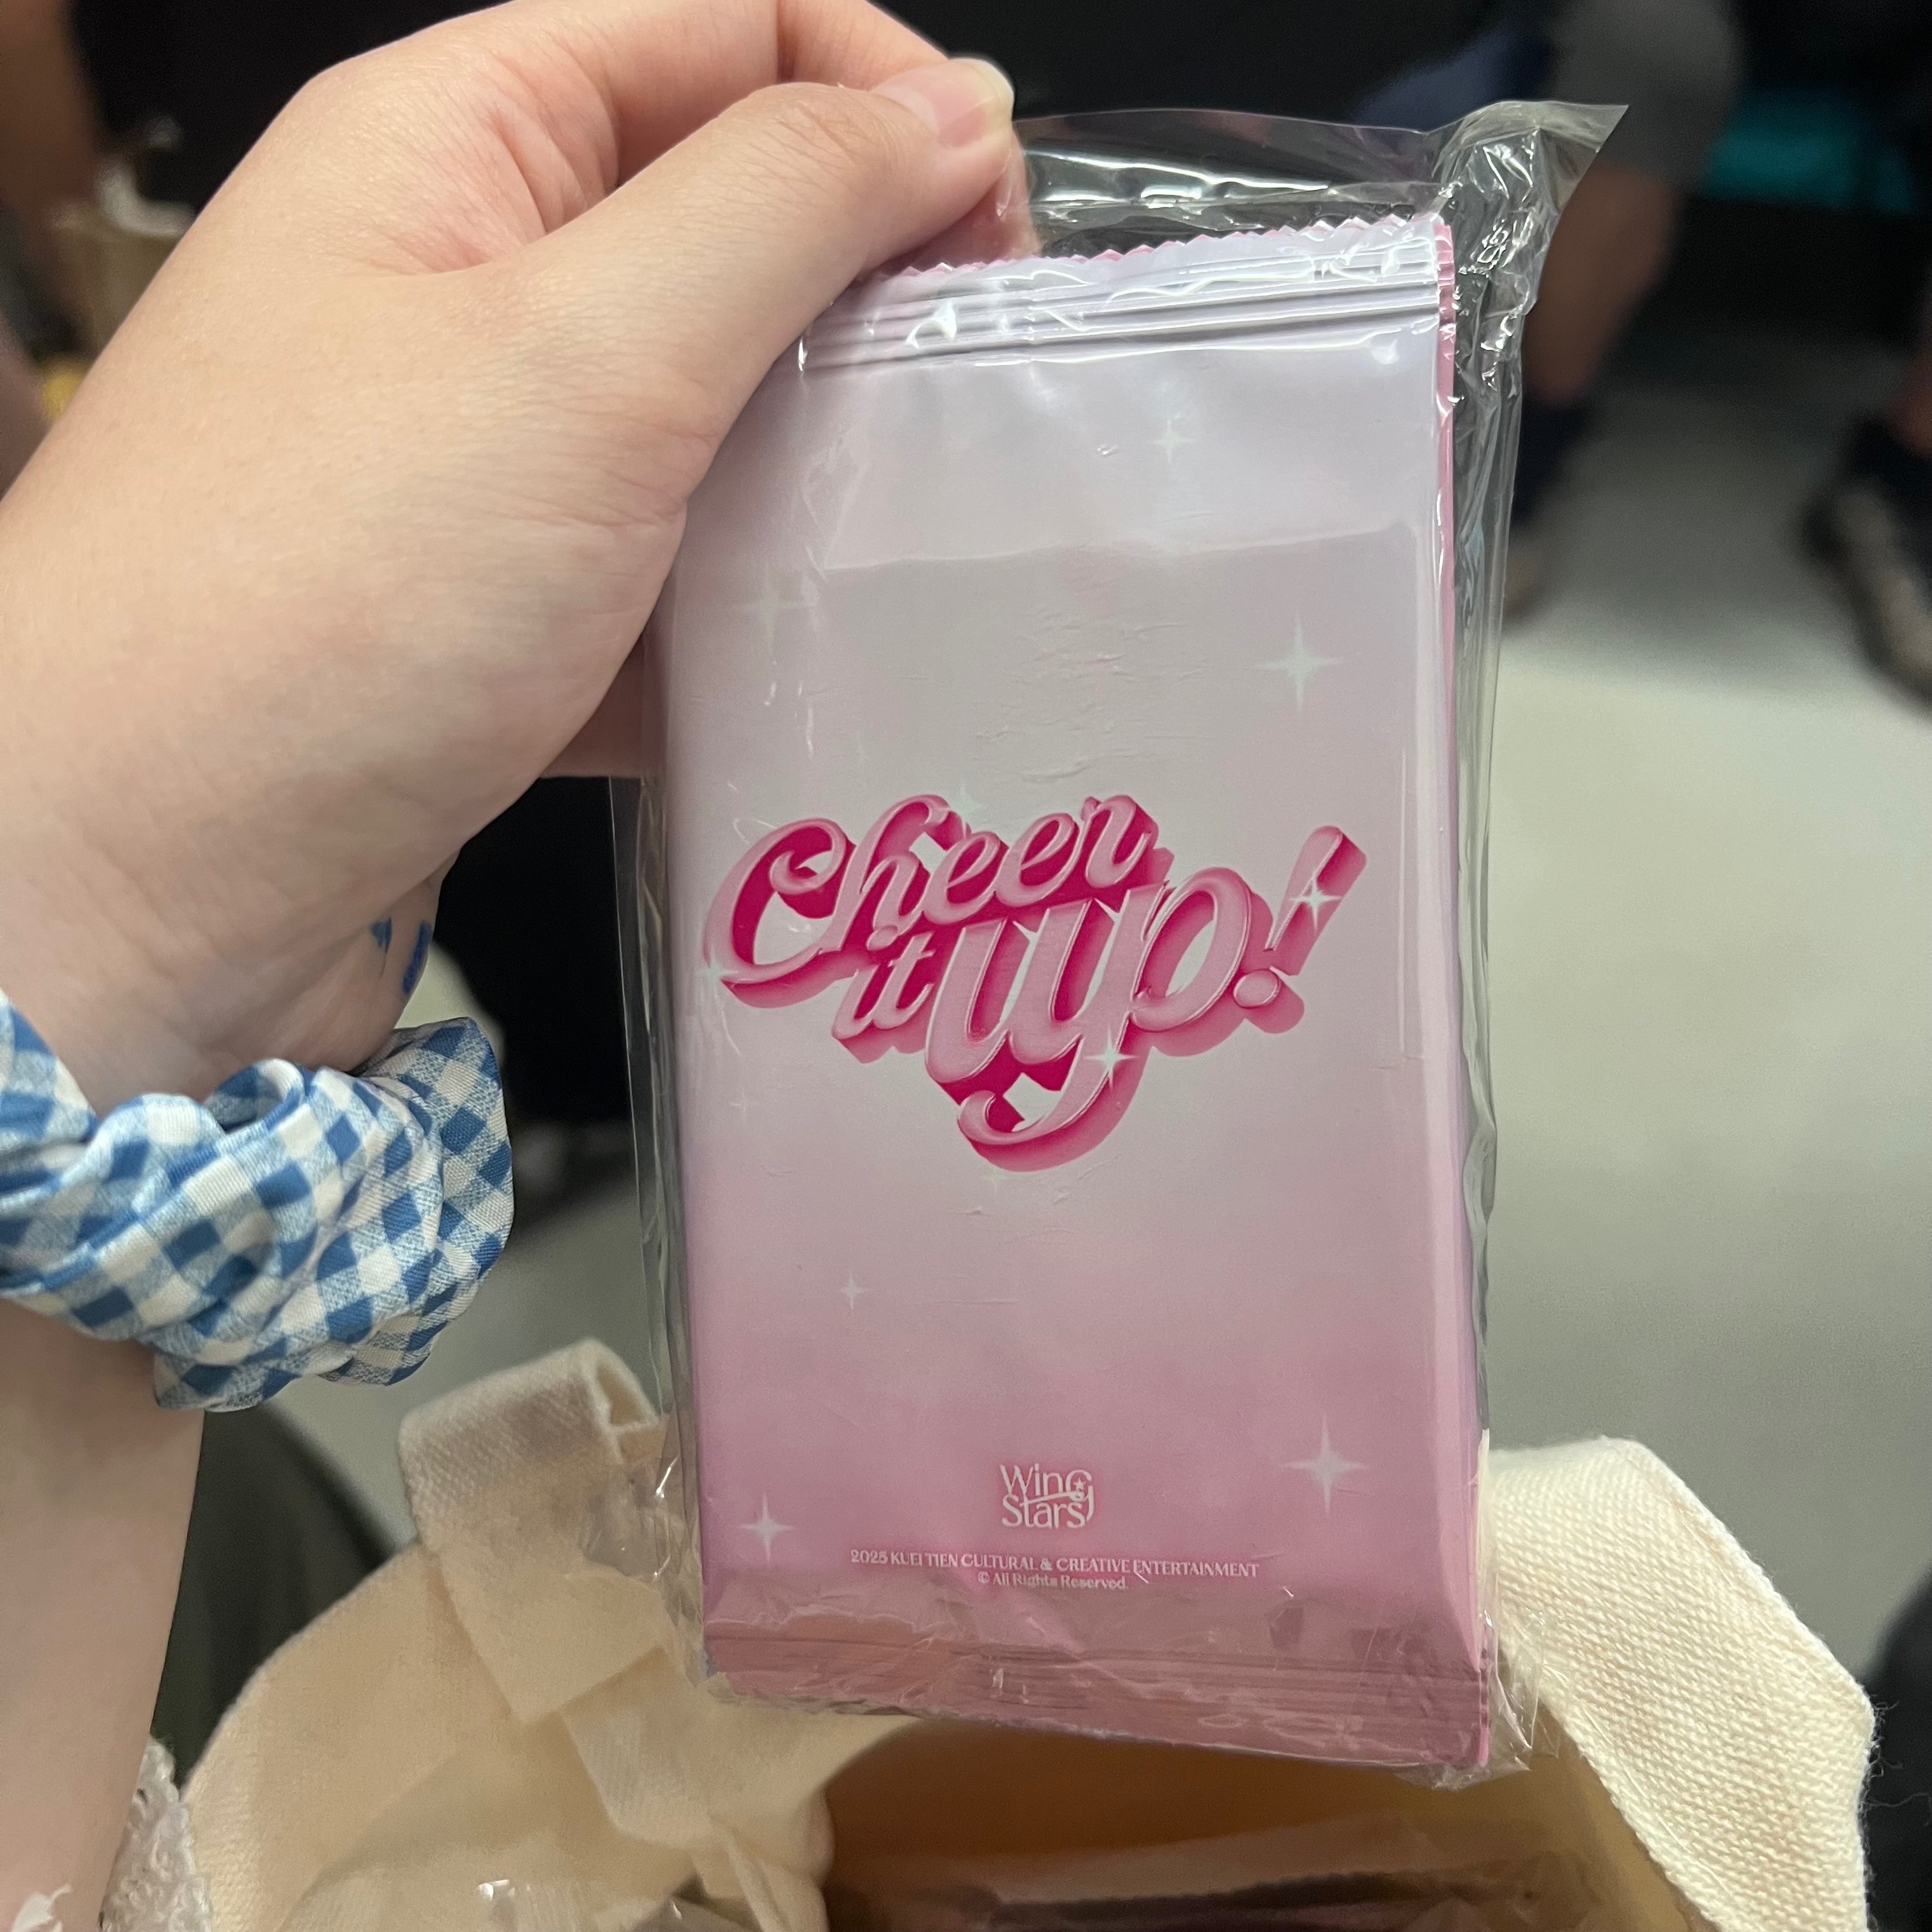 Cheer
it up!
Wing
Stars
2025 KUEI TIEN CULTURAL & CREATIVE ENTERTAINMENT
© All Rights Reserved.